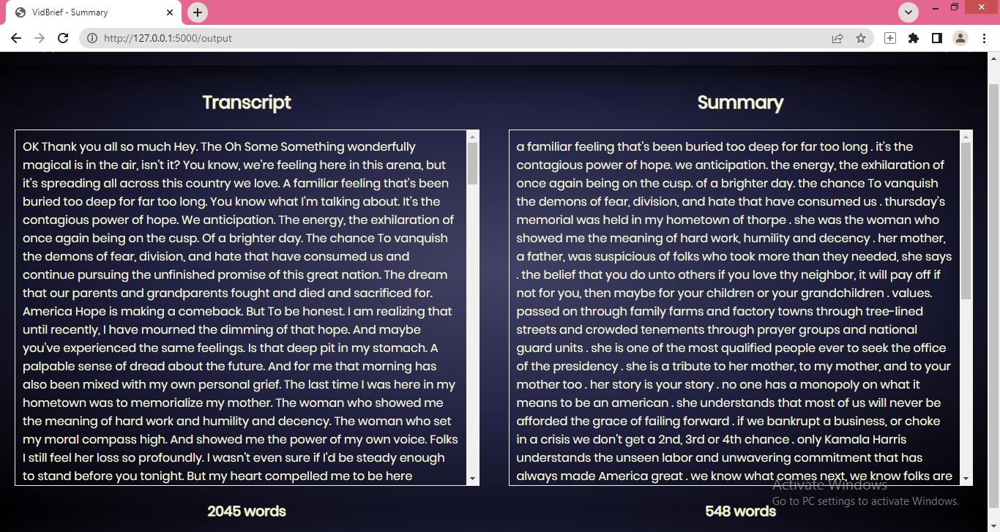 VidBrief - Summary
http://127.0.0.1:5000/output
Transcript
OK Thank you all so much Hey. The Oh Some Something wonderfully
magical is in the air, isn't it? You know, we're feeling here in this arena, but
it's spreading all across this country we love. A familiar feeling that's been
buried too deep for far too long. You know what I'm talking about. It's the
contagious power of hope. We anticipation. The energy, the exhilaration of
once again being on the cusp. Of a brighter day. The chance To vanquish
the demons of fear, division, and hate that have consumed us and
continue pursuing the unfinished promise of this great nation. The dream
that our parents and grandparents fought and died and sacrificed for.
America Hope is making a comeback. But To be honest. I am realizing that
until recently, I have mourned the dimming of that hope. And maybe
you've experienced the same feelings. Is that deep pit in my stomach. A
palpable sense of dread about the future. And for me that morning has
also been mixed with my own personal grief. The last time I was here in my
hometown was to memorialize my mother. The woman who showed me
the meaning of hard work and humility and decency. The woman who set
my moral compass high. And showed me the power of my own voice. Folks
I still feel her loss so profoundly. I wasn't even sure if I'd be steady enough
to stand before you tonight. But my heart compelled me to be here
2045 words
Summary
a familiar feeling that's been buried too deep for far too long . it's the
contagious power of hope. we anticipation. the energy, the exhilaration of
once again being on the cusp. of a brighter day. the chance To vanquish
the demons of fear, division, and hate that have consumed us . thursday's
memorial was held in my hometown of thorpe . she was the woman who
showed me the meaning of hard work, humility and decency . her mother,
a father, was suspicious of folks who took more than they needed, she says
. the belief that you do unto others if you love thy neighbor, it will pay off if
not for you, then maybe for your children or your grandchildren . values.
passed on through family farms and factory towns through tree-lined
streets and crowded tenements through prayer groups and national
guard units . she is one of the most qualified people ever to seek the office
of the presidency . she is a tribute to her mother, to my mother, and to your
mother too . her story is your story . no one has a monopoly on what it
means to be an american . she understands that most of us will never be
afforded the grace of failing forward . if we bankrupt a business, or choke
in a crisis we don't get a 2nd, 3rd or 4th chance . only Kamala Harris
understands the unseen labor and unwavering commitment that has
always made America great . we know what comes next, we know folks are
548 words
Activate Windows
Go to PC settings to activate Windows.